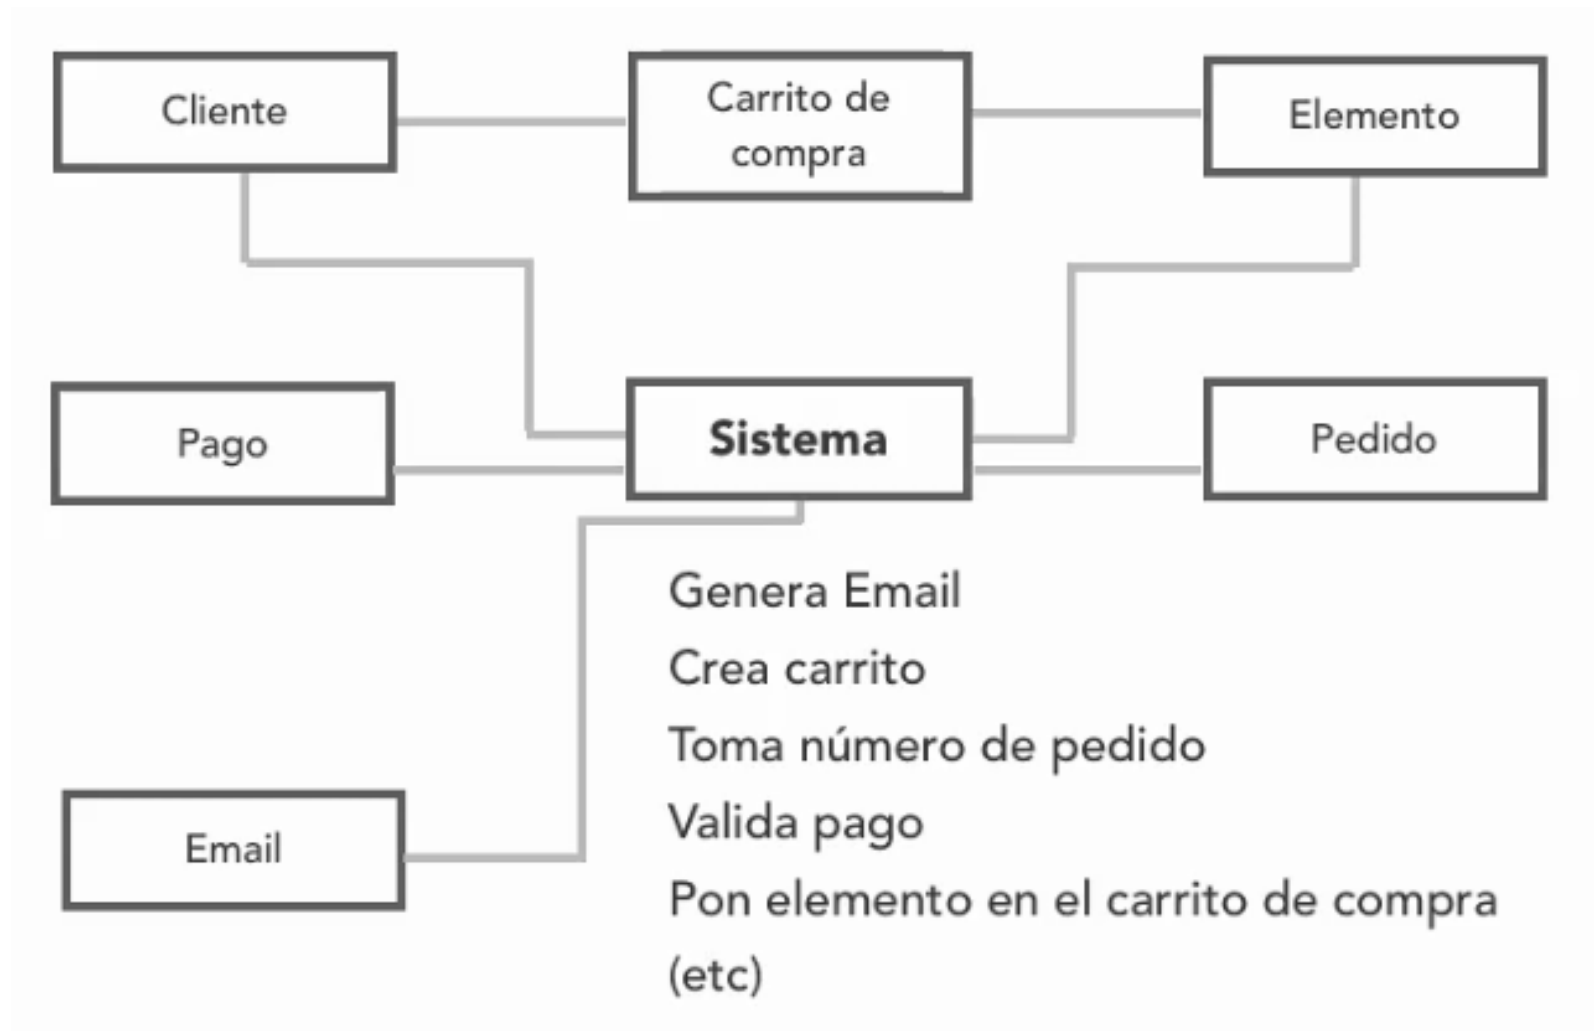 Cliente
Carrito de
compra
Elemento
Pago
Sistema
Pedido
Genera Email
Crea carrito
Toma número de pedido
Valida pago
Email
Pon elemento en el carrito de compra
(etc)